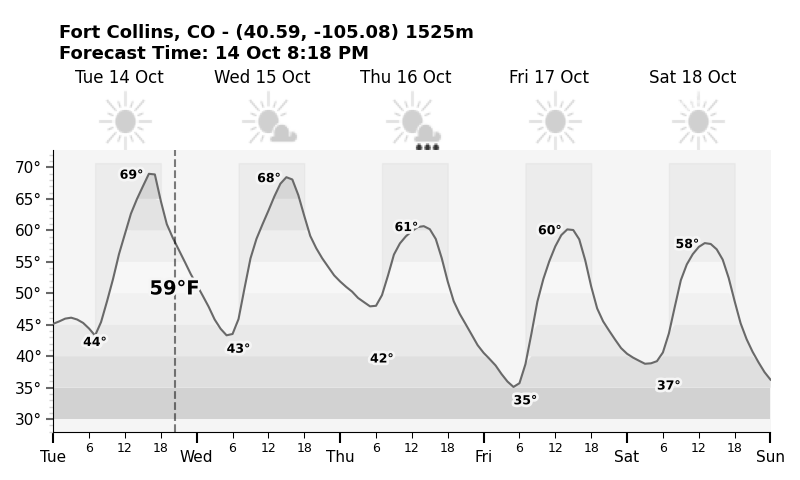 Fort Collins, CO - (40.59, -105.08) 1525m
Forecast Time: 14 Oct 8:18 PM
Tue 14 Oct Wed 15 Oct Thu 16 Oct Fri 17 Oct Sat 18 Oct
70°
65°
60°
55°
50°
45°
40°
35°
30°
69° 68° 61° 60° 58°
59°F
44° 43° 42° 35° 37°
6 12 18 6 12 18 6 12 18 6 12 18 6 12 18
Tue Wed Thu Fri Sat Sun